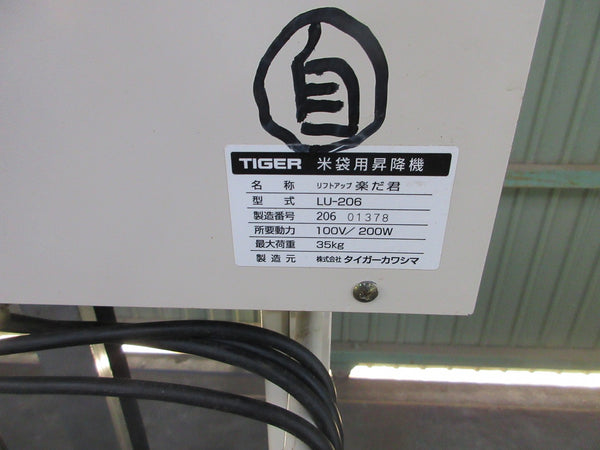 自
TIGER 米袋用昇降機
名称 リフトアップ 楽だ君
型式 LU-206
製造番号 206 01378
所要動力 100V/200W
最大荷重 35kg
製造元 株式会社 タイガーカワシマ